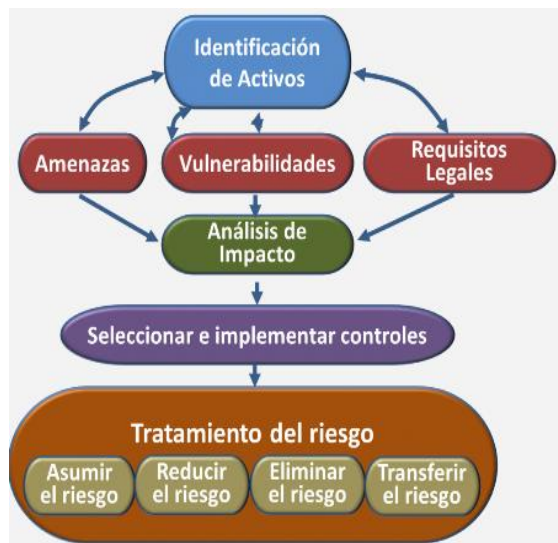 Identificación
de Activos
Amenazas
Vulnerabilidades
Requisitos
Legales
Análisis de
Impacto
Seleccionar e implementar controles
Tratamiento del riesgo
Asumir
el riesgo
Reducir
el riesgo
Eliminar
el riesgo
Transferir
el riesgo